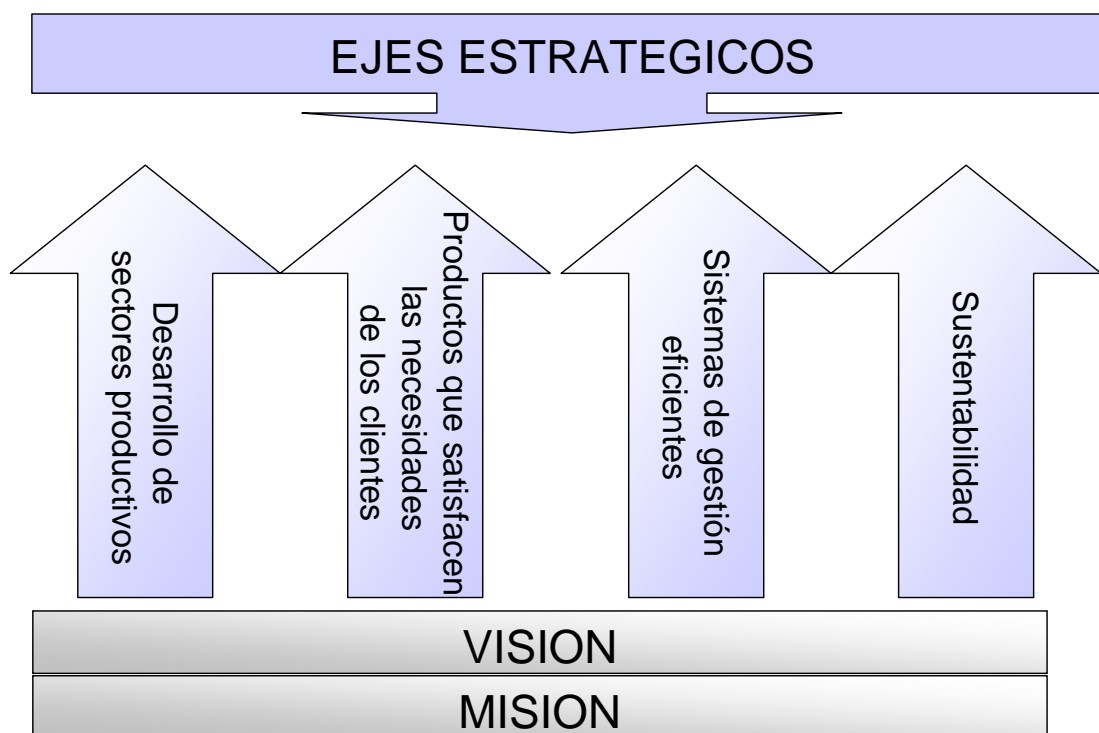 EJES ESTRATEGICOS
Desarrollo de
sectores productivos
Productos que satisfacen
las necesidades
de los clientes
Sistemas de gestión
eficientes
Sustentabilidad
VISION
MISION